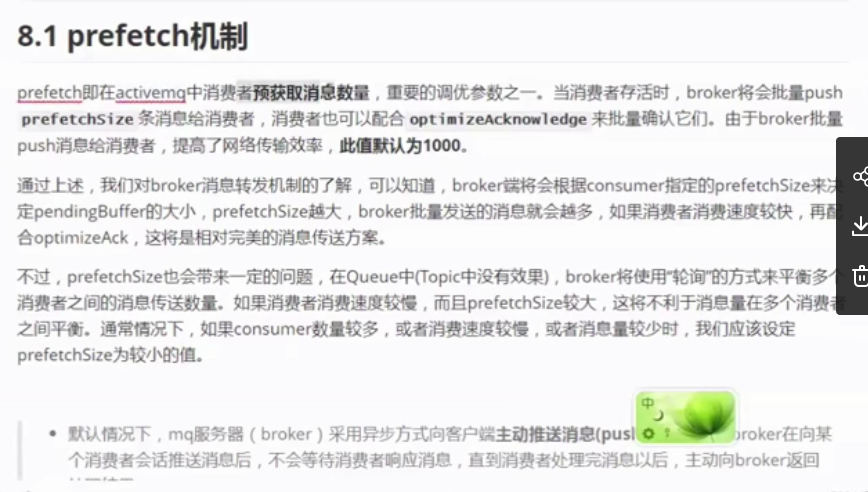 8.1 prefetch机制
prefetch即在activemq中消费者预获取消息数量，重要的调优参数之一。当消费者存活时，broker将会批量push
prefetchSize 条消息给消费者，消费者也可以配合 optimizeAcknowledge 来批量确认它们。由于broker批量
push消息给消费者，提高了网络传输效率，此值默认为1000。
通过上述，我们对broker消息转发机制的了解，可以知道，broker端将会根据consumer指定的prefetchSize来决
定pendingBuffer的大小，prefetchSize越大，broker批量发送的消息就会越多，如果消费者消费速度较快，再配
合optimizeAck，这将是相对完美的消息传送方案。
不过，prefetchSize也会带来一定的问题，在Queue中(Topic中没有效果)，broker将使用“轮询”的方式来平衡多个
消费者之间的消息传送数量。如果消费者消费速度较慢，而且prefetchSize较大，这将不利于消息量在多个消费者
之间平衡。通常情况下，如果consumer数量较多，或者消费速度较慢，或者消息量较少时，我们应该设定
prefetchSize为较小的值。
中
• 默认情况下，mq服务器（broker）采用异步方式向客户端主动推送消息(pus broker在向某
个消费者会话推送消息后，不会等待消费者响应消息，直到消费者处理完消息以后，主动向broker返回